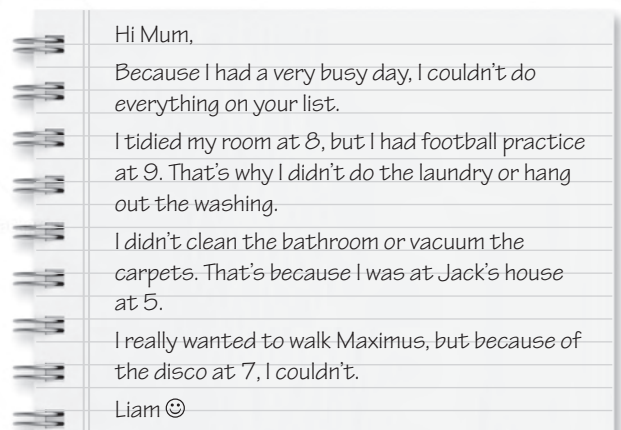 Hi Mum,
Because I had a very busy day, I couldn't do
everything on your list.
I tidied my room at 8, but I had football practice
at 9. That's why I didn't do the laundry or hang
out the washing.
I didn't clean the bathroom or vacuum the
carpets. That's because I was at Jack's house
at 5.
I really wanted to walk Maximus, but because of
the disco at 7, I couldn't.
Liam ☺